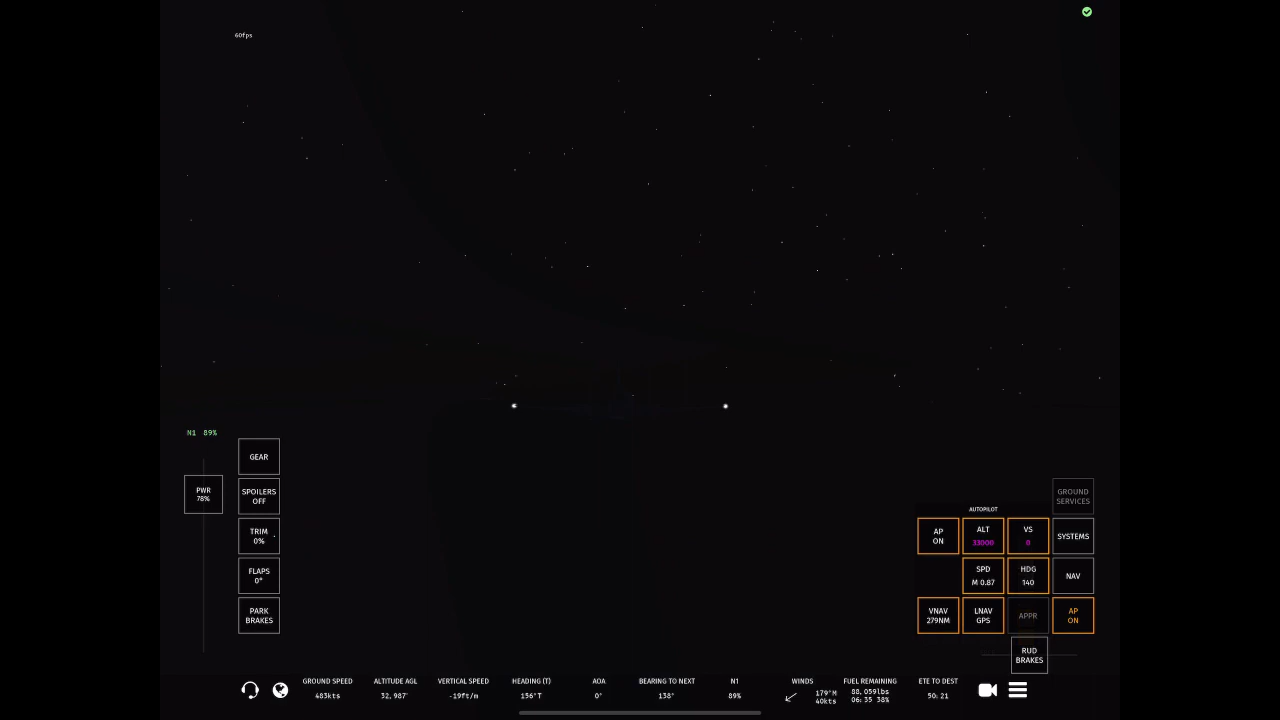 60fps
N1 89%
PWR
78%
GEAR
SPOILERS
OFF
TRIM
0%
FLAPS
0°
PARK
BRAKES
GROUND
SERVICES
AUTOPILOT
AP
ON
ALT
33000
VS
0
SYSTEMS
SPD
M 0.87
HDG
140
NAV
VNAV
279NM
LNAV
GPS
APPR
AP
ON
RUD
BRAKES
GROUND SPEED
483kts
ALTITUDE AGL
32,987'
VERTICAL SPEED
-19ft/m
HEADING (T)
156°T
AOA
0°
BEARING TO NEXT
138°
N1
89%
WINDS
179°M
40kts
FUEL REMAINING
88,059lbs
06:35 38%
ETE TO DEST
50:21